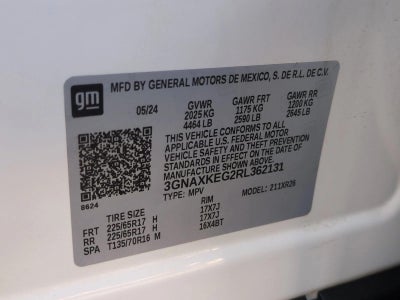 gm
MFD BY GENERAL MOTORS DE MEXICO, S. DE R.L. DE C.V.
05/24 GVWR GAWR FRT GAWR RR
2025 KG 1175 KG 1200 KG
4464 LB 2590 LB 2645 LB
THIS VEHICLE CONFORMS TO ALL
APPLICABLE U.S. FEDERAL MOTOR
VEHICLE SAFETY AND THEFT
PREVENTION STANDARDS IN EFFECT
ON THE DATE OF
MANUFACTURE SHOWN ABOVE.
3GNAXKEG2RL362131
8624 TYPE: MPV MODEL: 211XR26
TIRE SIZE RIM
FRT 225/65R17 H 17X7J
RR 225/65R17 H 17X7J
SPA T135/70R16 M 16X4BT